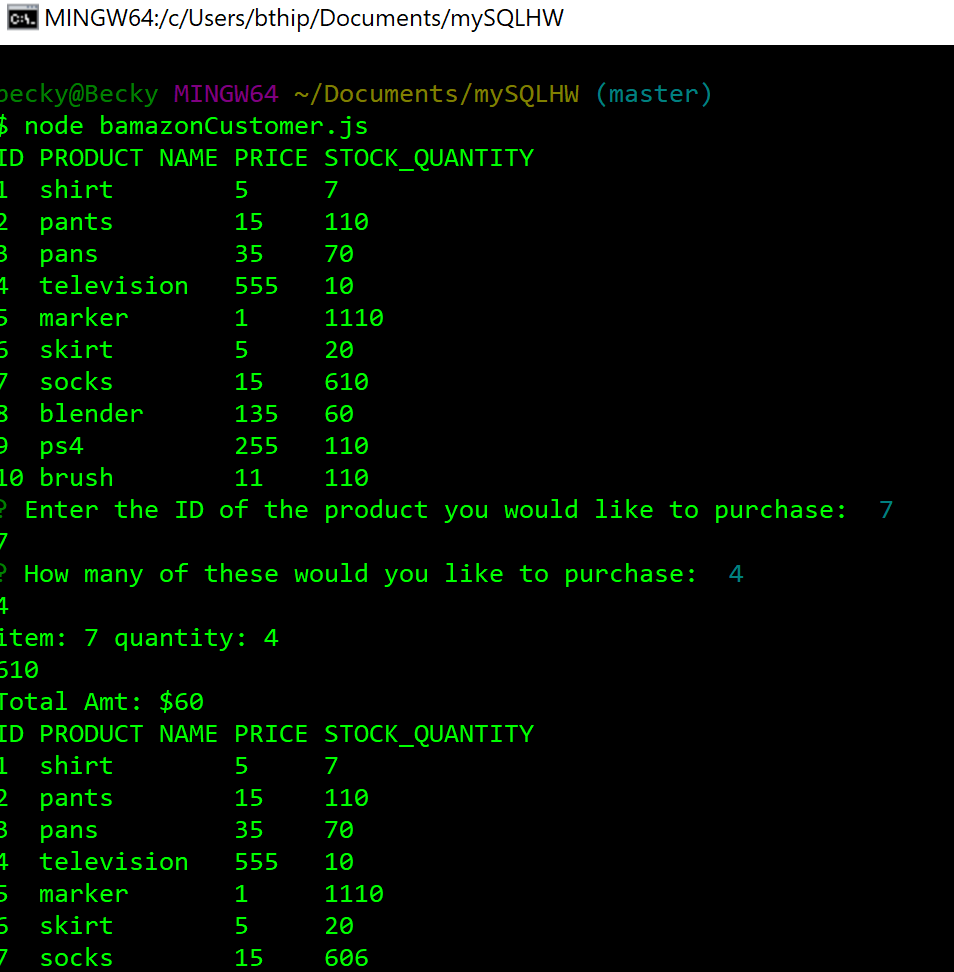 MINGW64:/c/Users/bthip/Documents/mySQLHW
becky@Becky MINGW64 ~/Documents/mySQLHW (master)
$ node bamazonCustomer.js
ID PRODUCT NAME PRICE STOCK_QUANTITY
1 shirt 5 7
2 pants 15 110
3 pans 35 70
4 television 555 10
5 marker 1 1110
6 skirt 5 20
7 socks 15 610
8 blender 135 60
9 ps4 255 110
10 brush 11 110
? Enter the ID of the product you would like to purchase: 7
7
? How many of these would you like to purchase: 4
4
item: 7 quantity: 4
610
Total Amt: $60
ID PRODUCT NAME PRICE STOCK_QUANTITY
1 shirt 5 7
2 pants 15 110
3 pans 35 70
4 television 555 10
5 marker 1 1110
6 skirt 5 20
7 socks 15 606